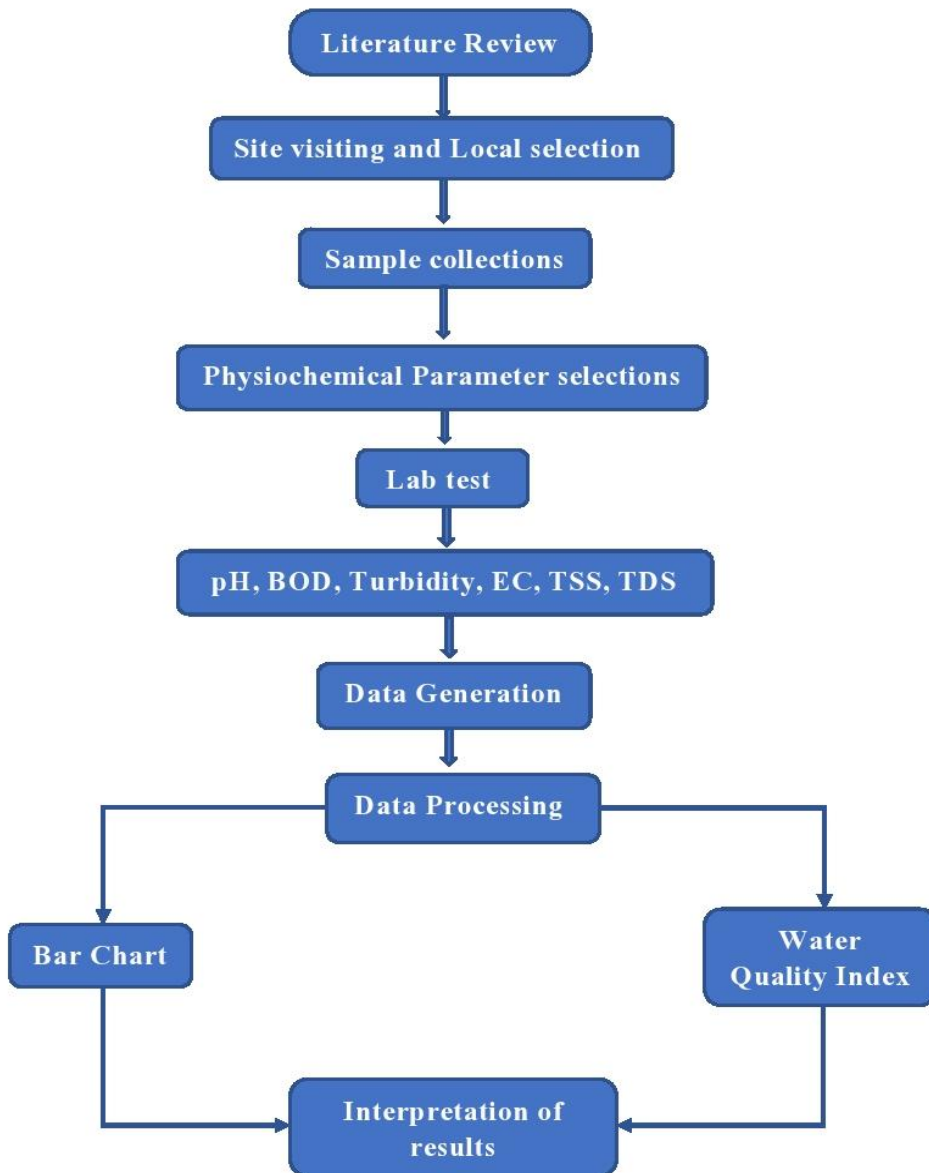 Literature Review
Site visiting and Local selection
Sample collections
Physiochemical Parameter selections
Lab test
pH, BOD, Turbidity, EC, TSS, TDS
Data Generation
Data Processing
Bar Chart
Water
Quality Index
Interpretation of
results